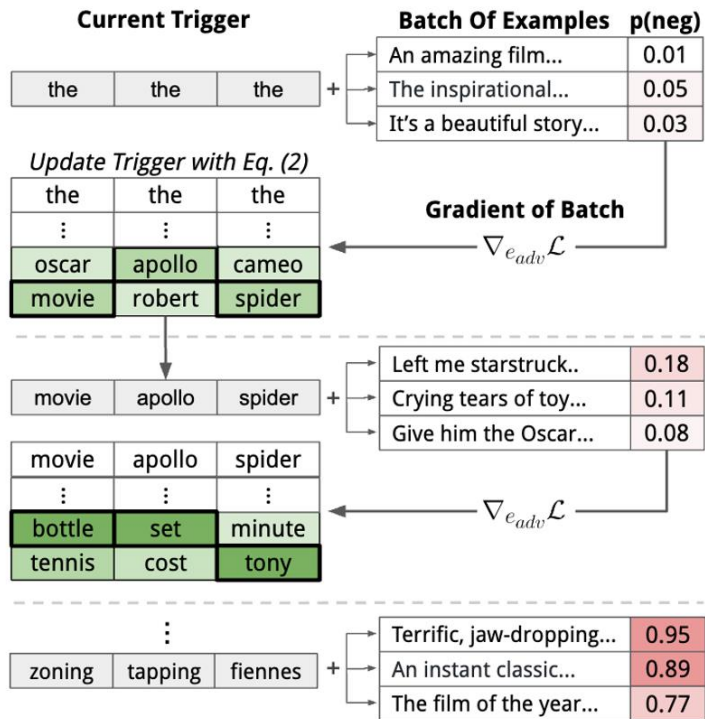 Current Trigger Batch Of Examples p(neg)
the the the + An amazing film... 0.01
The inspirational... 0.05
It's a beautiful story... 0.03
Update Trigger with Eq. (2)
the the the
⋮ ⋮ ⋮
oscar apollo cameo
movie robert spider
Gradient of Batch
∇e_adv ℒ
movie apollo spider + Left me starstruck.. 0.18
Crying tears of toy... 0.11
Give him the Oscar... 0.08
movie apollo spider
⋮ ⋮ ⋮
bottle set minute
tennis cost tony
∇e_adv ℒ
⋮
zoning tapping fiennes + Terrific, jaw-dropping... 0.95
An instant classic... 0.89
The film of the year... 0.77